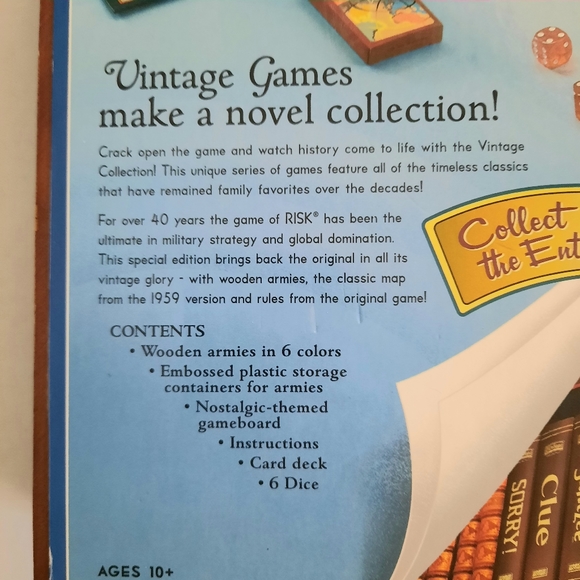 Vintage Games
make a novel collection!
Crack open the game and watch history come to life with the Vintage
Collection! This unique series of games feature all of the timeless classics
that have remained family favorites over the decades!
For over 40 years the game of RISK® has been the
ultimate in military strategy and global domination.
This special edition brings back the original in all its
vintage glory - with wooden armies, the classic map
from the 1959 version and rules from the original game!
Collect
the Ent
CONTENTS
• Wooden armies in 6 colors
• Embossed plastic storage
containers for armies
• Nostalgic-themed
gameboard
• Instructions
• Card deck
• 6 Dice
SORRY!
Clue
AGES 10+